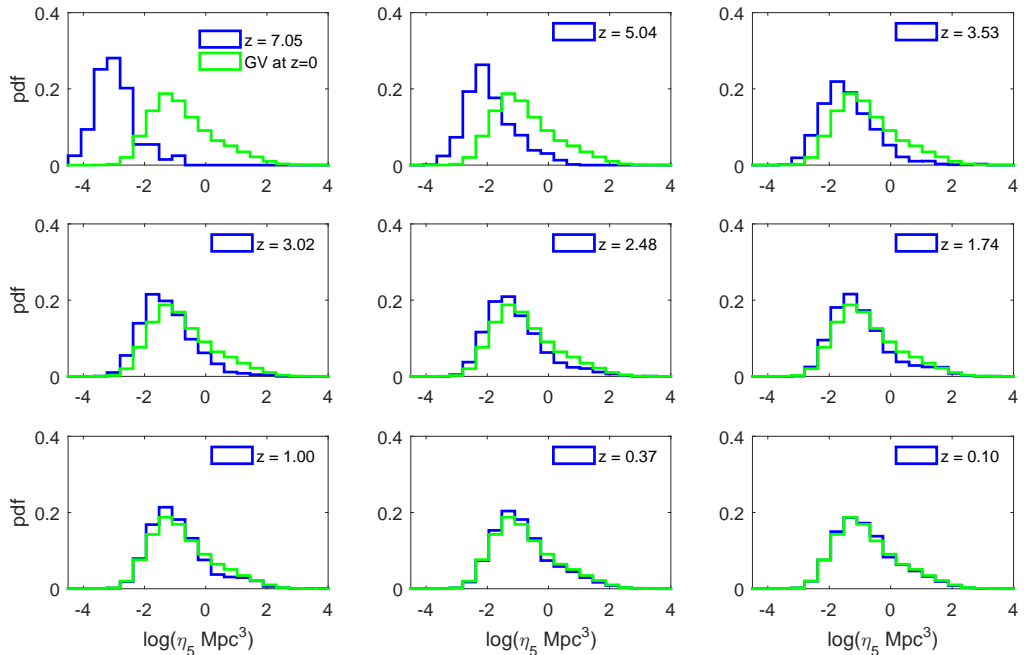 0.4
0.2
0
pdf
-4 -2 0 2 4
z = 7.05
GV at z=0
0.4
0.2
0
-4 -2 0 2 4
z = 5.04
0.4
0.2
0
-4 -2 0 2 4
z = 3.53
0.4
0.2
0
pdf
-4 -2 0 2 4
z = 3.02
0.4
0.2
0
-4 -2 0 2 4
z = 2.48
0.4
0.2
0
-4 -2 0 2 4
z = 1.74
0.4
0.2
0
pdf
-4 -2 0 2 4
log(η₅ Mpc³)
z = 1.00
0.4
0.2
0
-4 -2 0 2 4
log(η₅ Mpc³)
z = 0.37
0.4
0.2
0
-4 -2 0 2 4
log(η₅ Mpc³)
z = 0.10